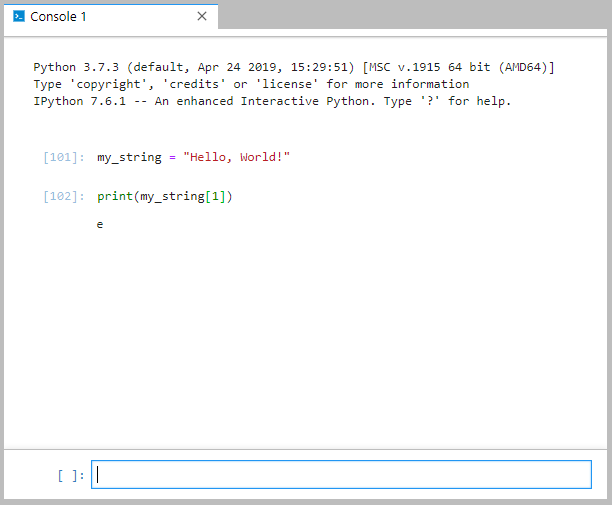 Console 1
Python 3.7.3 (default, Apr 24 2019, 15:29:51) [MSC v.1915 64 bit (AMD64)]
Type 'copyright', 'credits' or 'license' for more information
IPython 7.6.1 -- An enhanced Interactive Python. Type '?' for help.
[101]: my_string = "Hello, World!"
[102]: print(my_string[1])
e
[ ]: